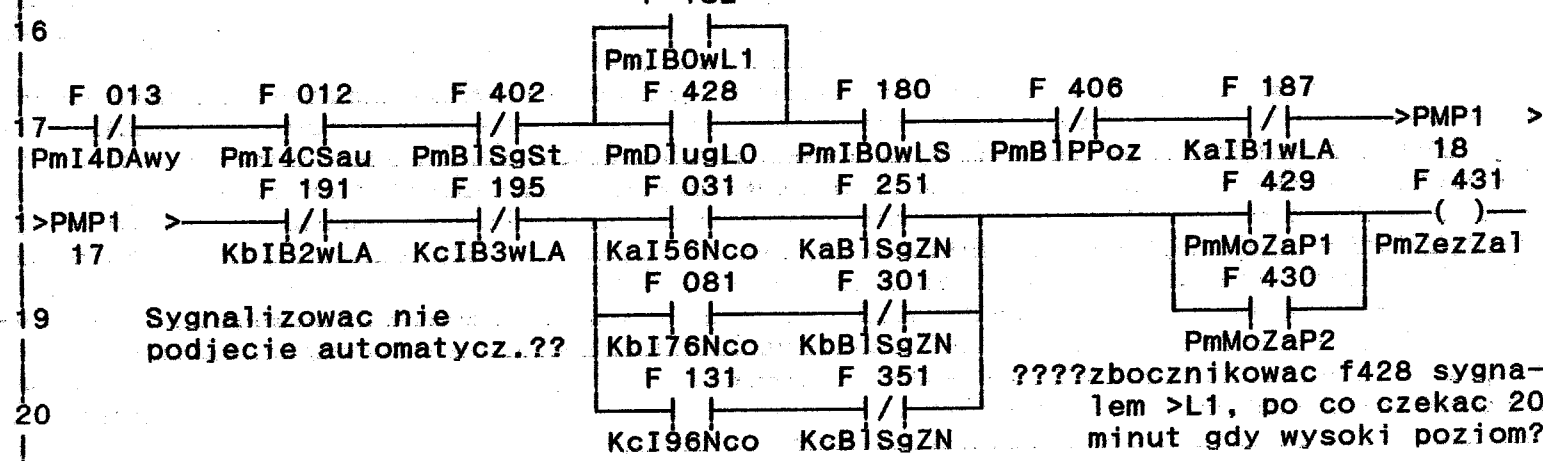 16
PmIB0wL1
F 013 F 012 F 402 F 428 F 180 F 406 F 187
17 >PMP1 >
PmI4DAwy PmI4CSau PmB1SgSt PmDlugL0 PmIB0wLS PmB1PPoz KaIB1wLA 18
F 191 F 195 F 031 F 251 F 429 F 431
1>PMP1 > ( )
17 KbIB2wLA KcIB3wLA KaI56Nco KaB1SgZN PmMoZaP1 PmZezZal
F 081 F 301 F 430
19 Sygnalizowac nie
podjecie automatycz.?? KbI76Nco KbB1SgZN PmMoZaP2
F 131 F 351 ????zbocznikowac f428 sygna-
20 lem >L1, po co czekac 20
KcI96Nco KcB1SgZN minut gdy wysoki poziom?